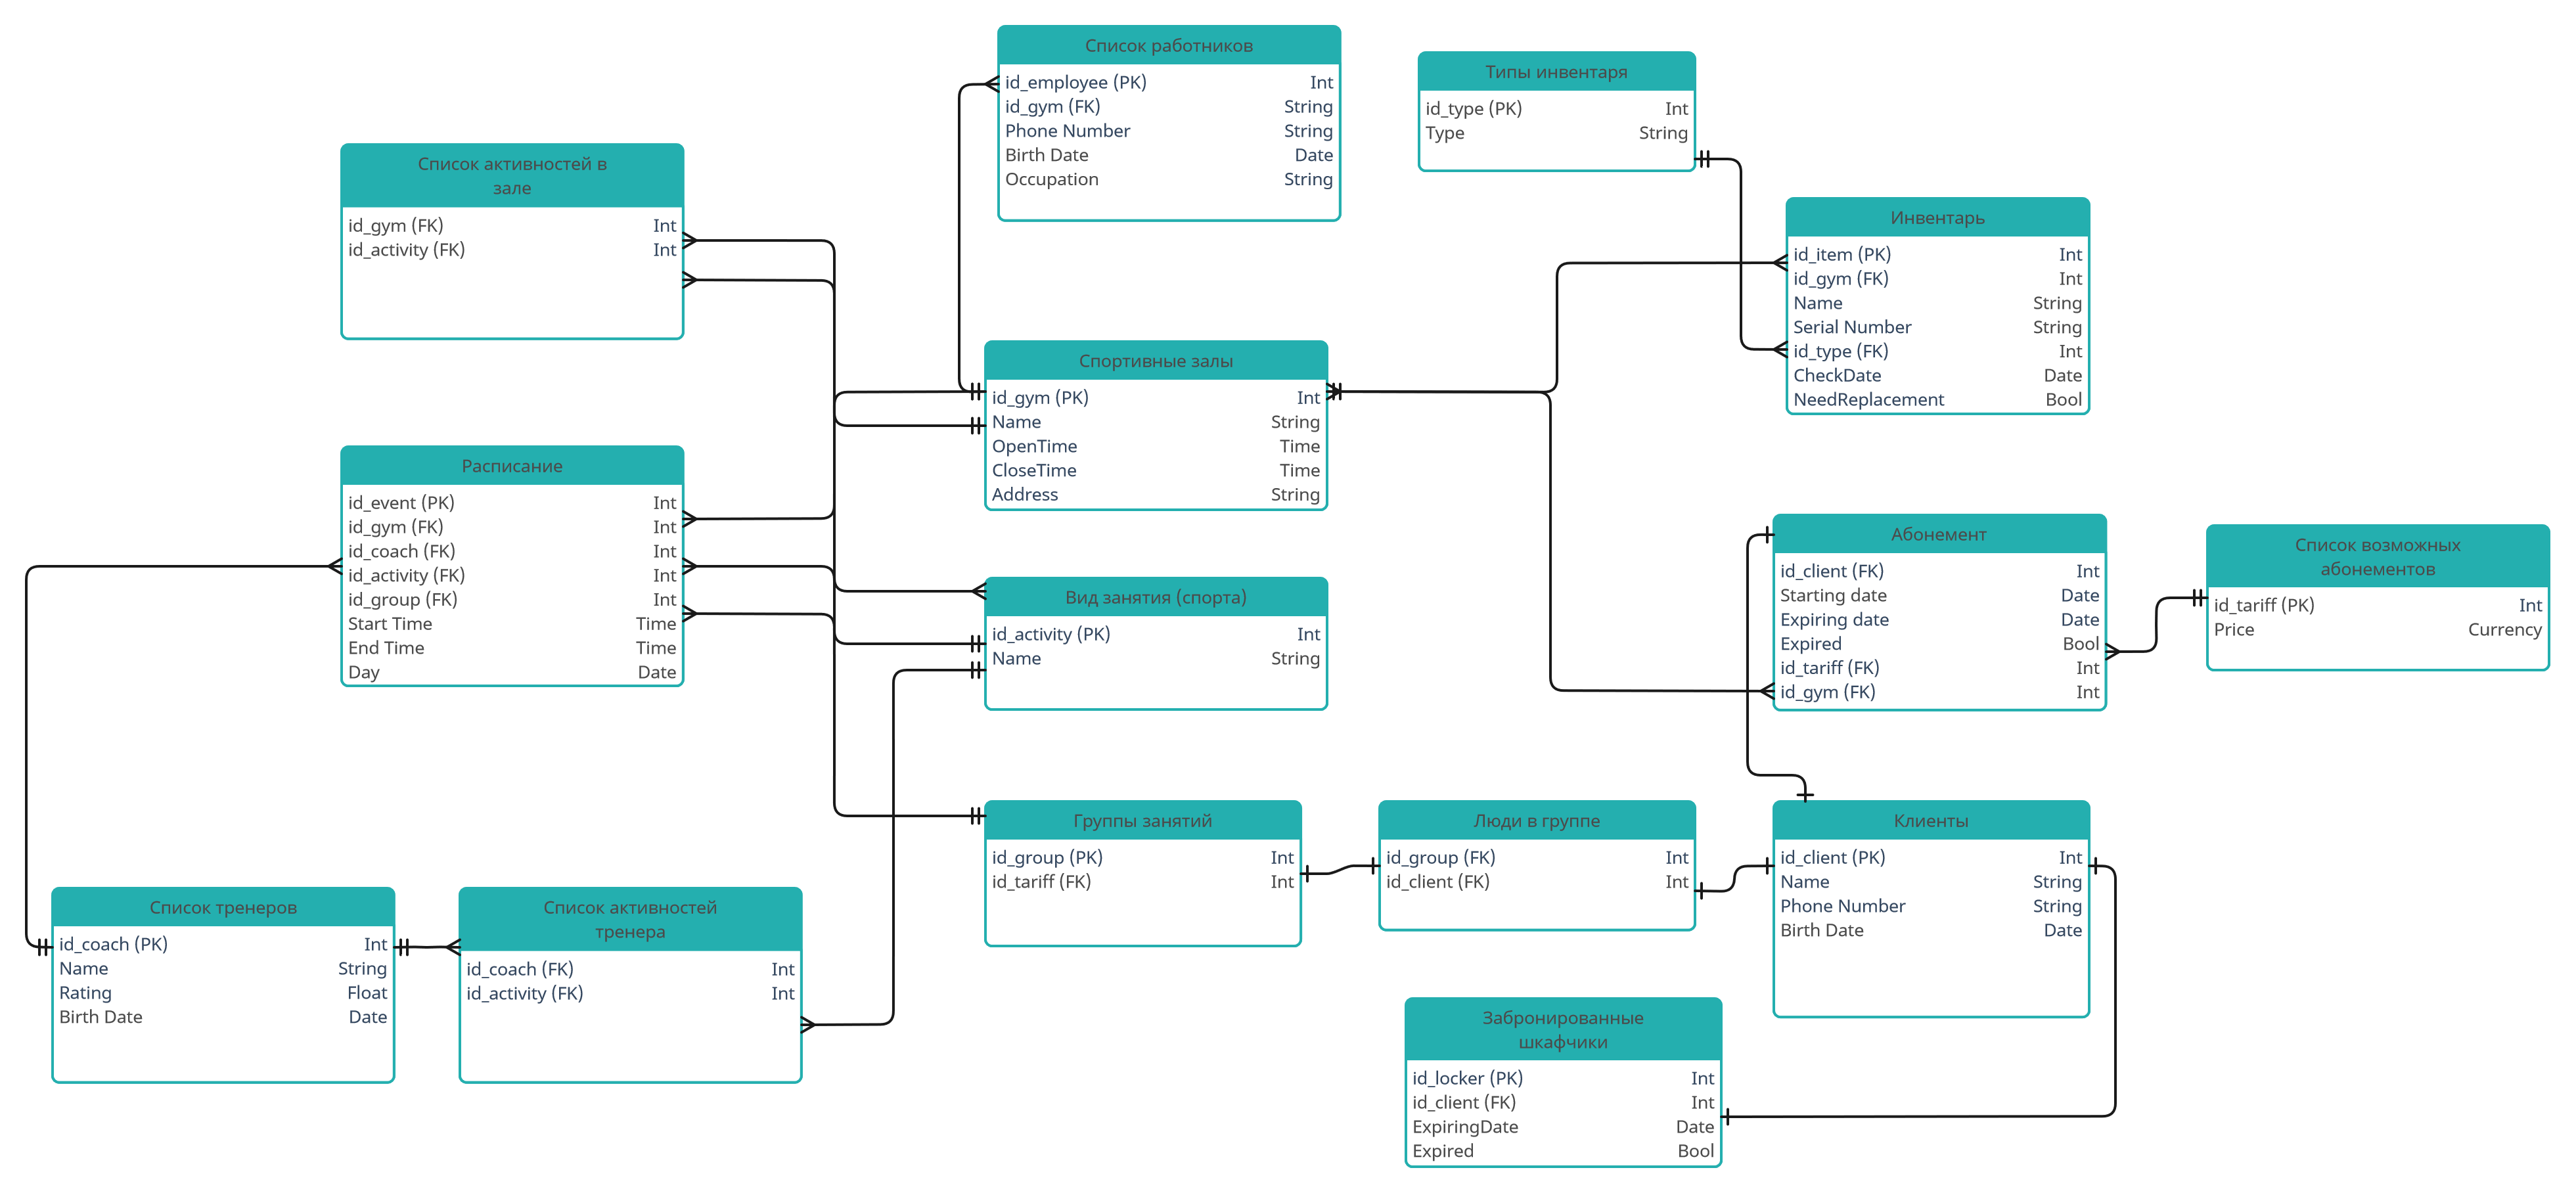 Список работников
id_employee (PK) Int
id_gym (FK) String
Phone Number String
Birth Date Date
Occupation String
Типы инвентаря
id_type (PK) Int
Type String
Список активностей в
зале
id_gym (FK) Int
id_activity (FK) Int
Инвентарь
id_item (PK) Int
id_gym (FK) Int
Name String
Serial Number String
id_type (FK) Int
CheckDate Date
NeedReplacement Bool
Спортивные залы
id_gym (PK) Int
Name String
OpenTime Time
CloseTime Time
Address String
Расписание
id_event (PK) Int
id_gym (FK) Int
id_coach (FK) Int
id_activity (FK) Int
id_group (FK) Int
Start Time Time
End Time Time
Day Date
Вид занятия (спорта)
id_activity (PK) Int
Name String
Абонемент
id_client (FK) Int
Starting date Date
Expiring date Date
Expired Bool
id_tariff (FK) Int
id_gym (FK) Int
Список возможных
абонементов
id_tariff (PK) Int
Price Currency
Группы занятий
id_group (PK) Int
id_tariff (FK) Int
Люди в группе
id_group (FK) Int
id_client (FK) Int
Клиенты
id_client (PK) Int
Name String
Phone Number String
Birth Date Date
Список тренеров
id_coach (PK) Int
Name String
Rating Float
Birth Date Date
Список активностей
тренера
id_coach (FK) Int
id_activity (FK) Int
Забронированные
шкафчики
id_locker (PK) Int
id_client (FK) Int
ExpiringDate Date
Expired Bool